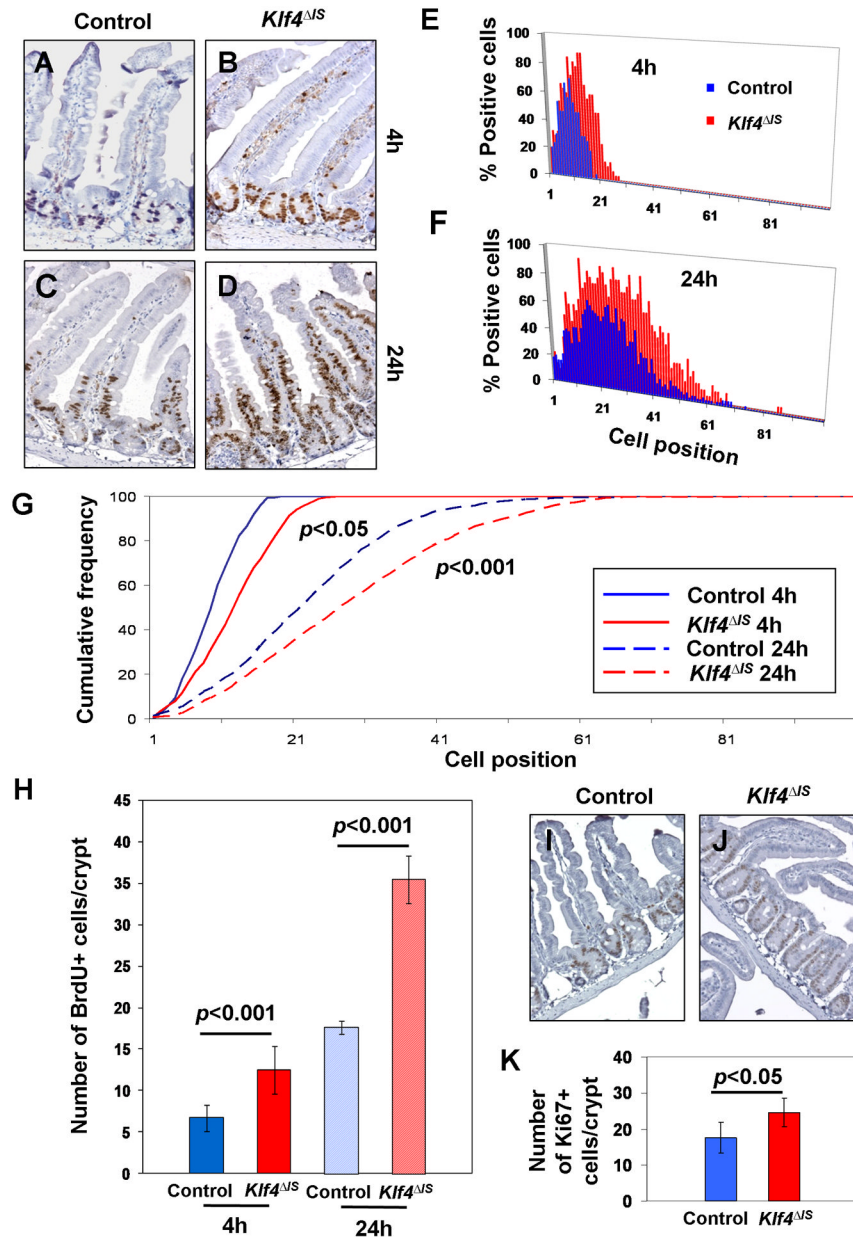 Control
Klf4ΔIS
A
B
4h
C
D
24h
E
% Positive cells
100
80
60
40
20
0
4h
Control
Klf4ΔIS
1
21
41
61
81
F
% Positive cells
100
80
60
40
20
0
24h
1
21
41
61
81
Cell position
G
Cumulative frequency
100
80
60
40
20
0
p<0.05
p<0.001
Control 4h
Klf4ΔIS 4h
Control 24h
Klf4ΔIS 24h
1
21
41
61
81
Cell position
H
Number of BrdU+ cells/crypt
45
40
35
30
25
20
15
10
5
0
p<0.001
p<0.001
Control
Klf4ΔIS
Control
Klf4ΔIS
4h
24h
Control
Klf4ΔIS
I
J
K
Number
of Ki67+
cells/crypt
40
30
20
10
0
p<0.05
Control
Klf4ΔIS